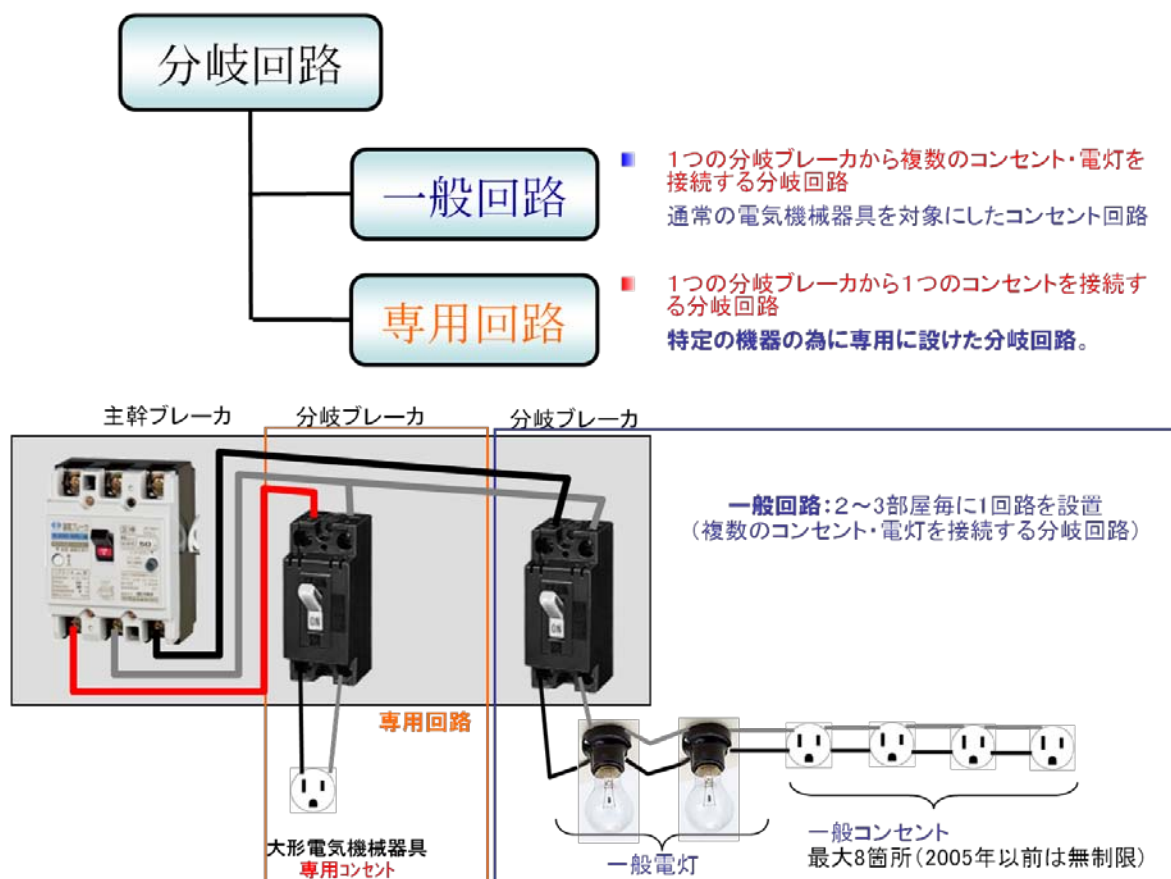 分岐回路
一般回路
1つの分岐ブレーカから複数のコンセント・電灯を
接続する分岐回路
通常の電気機械器具を対象にしたコンセント回路
専用回路
1つの分岐ブレーカから1つのコンセントを接続す
る分岐回路
特定の機器の為に専用に設けた分岐回路。
主幹ブレーカ
分岐ブレーカ
分岐ブレーカ
一般回路:2～3部屋毎に1回路を設置
(複数のコンセント・電灯を接続する分岐回路)
ON
ON
専用回路
大形電気機械器具
専用コンセント
一般電灯
一般コンセント
最大8箇所(2005年以前は無制限)